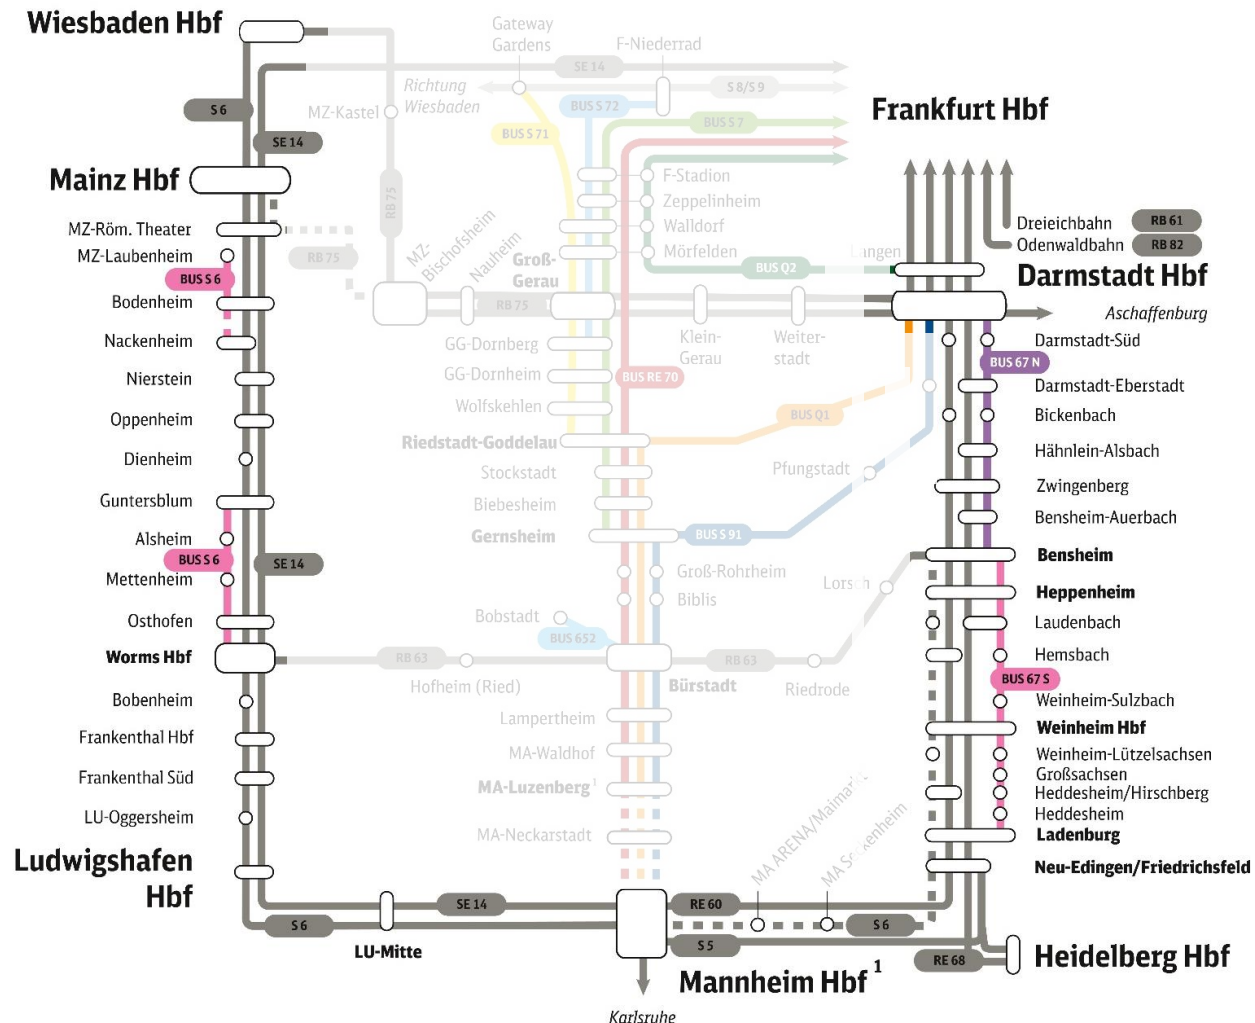 Wiesbaden Hbf
Gateway
Gardens
F-Niederrad
SE 14
Richtung
Wiesbaden
S 8/S 9
MZ-Kastel
S 6
BUS S 72
BUS S 71
BUS S 7
Frankfurt Hbf
SE 14
Mainz Hbf
RB 75
F-Stadion
Zeppelinheim
Walldorf
Mörfelden
Langen
BUS Q2
Dreieichbahn
RB 61
Odenwaldbahn
RB 82
Darmstadt Hbf
Aschaffenburg
MZ-Röm. Theater
MZ-Laubenheim
BUS S 6
Bodenheim
Nackenheim
Nierstein
Oppenheim
Dienheim
Guntersblum
Alsheim
BUS S 6
Mettenheim
SE 14
Osthofen
Worms Hbf
Bobenheim
Frankenthal Hbf
Frankenthal Süd
LU-Oggersheim
Ludwigshafen
Hbf
RB 75
MZ-
Bischofsheim
Nauheim
RB 75
Groß-
Gerau
Klein-
Gerau
Weiter-
stadt
GG-Dornberg
GG-Dornheim
BUS RE 70
Wolfskehlen
BUS Q1
Riedstadt-Goddelau
Stockstadt
Pfungstadt
Biebesheim
Gernsheim
BUS S 91
Groß-Rohrheim
Biblis
Lorsch
Bobstadt
BUS 652
RB 63
Hofheim (Ried)
Bürstadt
RB 63
Riedrode
Lampertheim
MA-Waldhof
MA-Luzenberg¹
MA-Neckarstadt
MA ARENA/Maimarkt
Darmstadt-Süd
BUS 67 N
Darmstadt-Eberstadt
Bickenbach
Hähnlein-Alsbach
Zwingenberg
Bensheim-Auerbach
Bensheim
Heppenheim
Laudenbach
Hemsbach
BUS 67 S
Weinheim-Sulzbach
Weinheim Hbf
Weinheim-Lützelsachsen
Großsachsen
Heddesheim/Hirschberg
Heddesheim
Ladenburg
Neu-Edingen/Friedrichsfeld
SE 14
S 6
LU-Mitte
RE 60
S 6
S 5
RE 68
Heidelberg Hbf
Mannheim Hbf ¹
Karlsruhe